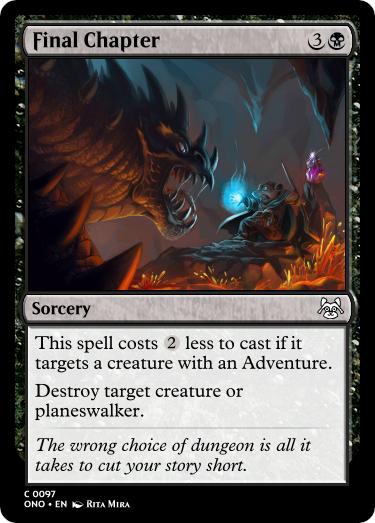 Final Chapter 3
Sorcery
This spell costs 2 less to cast if it
targets a creature with an Adventure.
Destroy target creature or
planeswalker.
The wrong choice of dungeon is all it
takes to cut your story short.
C 0097
ONO • EN Rita Mira